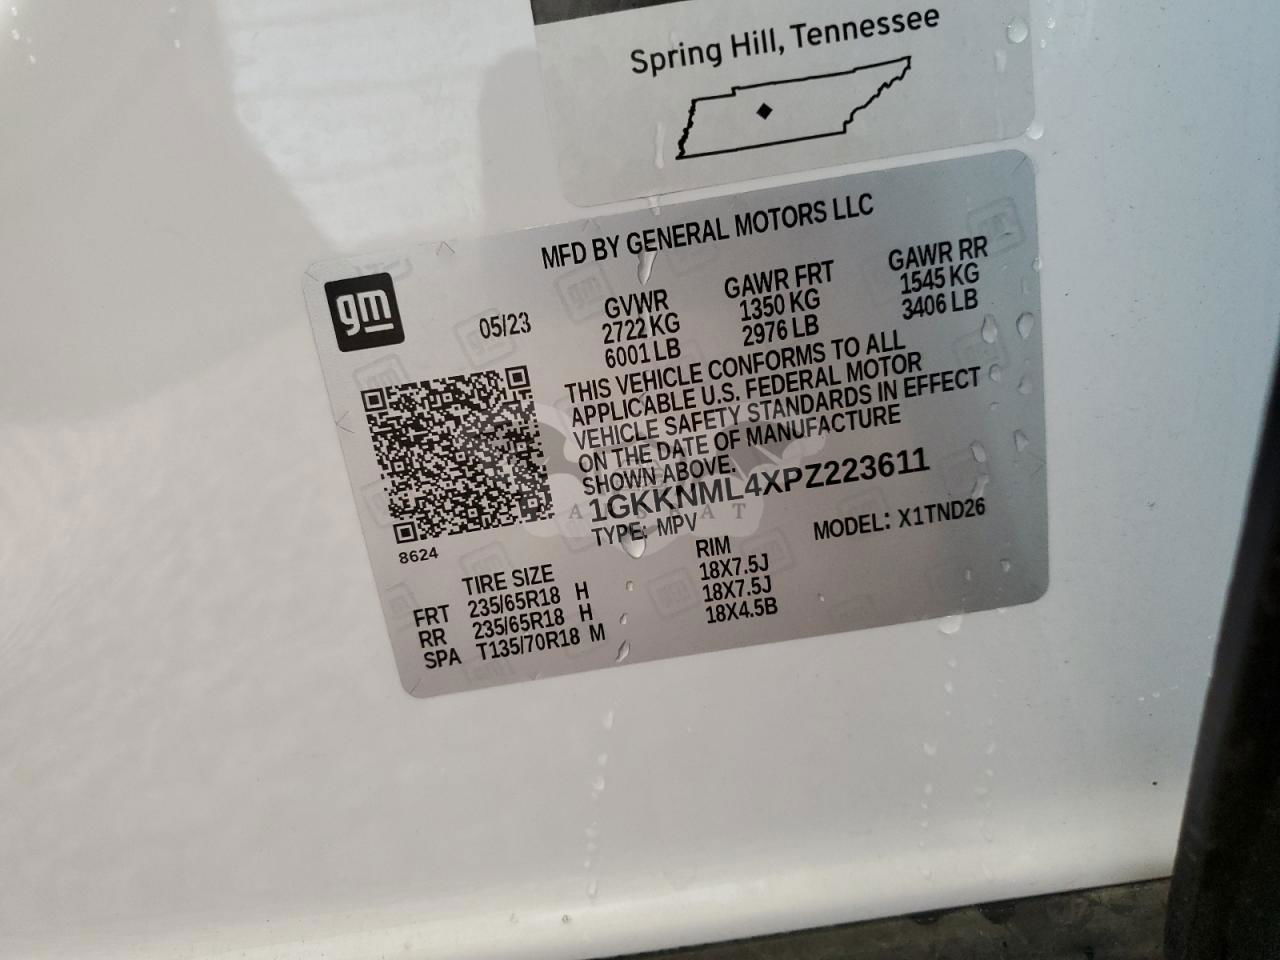 Spring Hill, Tennessee
MFD BY GENERAL MOTORS LLC
gm
05/23
GVWR
2722 KG
6001 LB
GAWR FRT
1350 KG
2976 LB
GAWR RR
1545 KG
3406 LB
THIS VEHICLE CONFORMS TO ALL
APPLICABLE U.S. FEDERAL MOTOR
VEHICLE SAFETY STANDARDS IN EFFECT
ON THE DATE OF MANUFACTURE
SHOWN ABOVE.
1GKKNML4XPZ223611
TYPE: MPV MODEL: X1TND26
8624
TIRE SIZE RIM
FRT 235/65R18 H 18X7.5J
RR 235/65R18 H 18X7.5J
SPA T135/70R18 M 18X4.5B